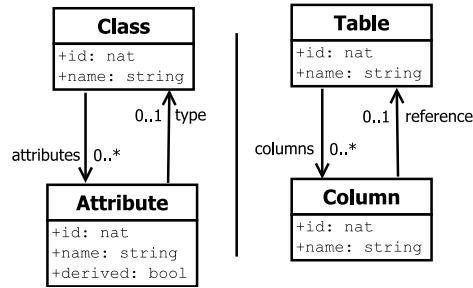 Class
+id: nat
+name: string
0..1 type
attributes 0..*
Attribute
+id: nat
+name: string
+derived: bool
Table
+id: nat
+name: string
0..1 reference
columns 0..*
Column
+id: nat
+name: string